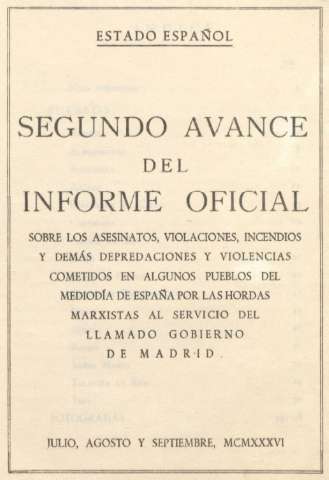 ESTADO ESPAÑOL
SEGUNDO AVANCE
DEL
INFORME OFICIAL
SOBRE LOS ASESINATOS, VIOLACIONES, INCENDIOS
Y DEMÁS DEPREDACIONES Y VIOLENCIAS
COMETIDOS EN ALGUNOS PUEBLOS DEL
MEDIODÍA DE ESPAÑA POR LAS HORDAS
MARXISTAS AL SERVICIO DEL
LLAMADO GOBIERNO
DE MADRID.
JULIO, AGOSTO Y SEPTIEMBRE, MCMXXXVI